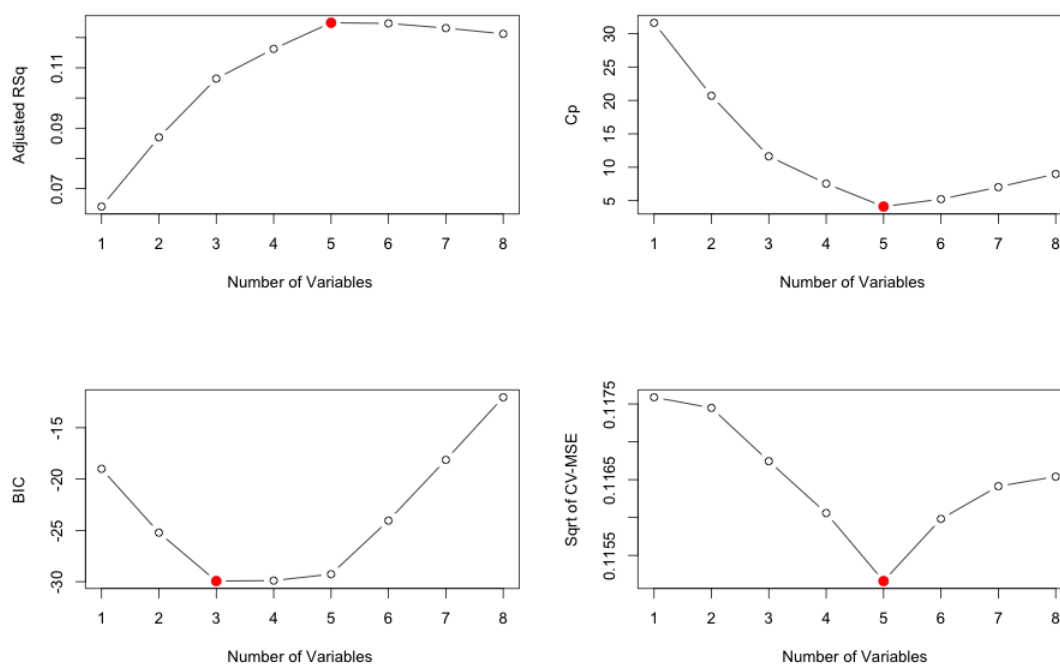 Adjusted RSq
0.07 0.09 0.11
1 2 3 4 5 6 7 8
Number of Variables
Cp
5 10 15 20 25 30
1 2 3 4 5 6 7 8
Number of Variables
BIC
-30 -25 -20 -15
1 2 3 4 5 6 7 8
Number of Variables
Sqrt of CV-MSE
0.1155 0.1165 0.1175
1 2 3 4 5 6 7 8
Number of Variables